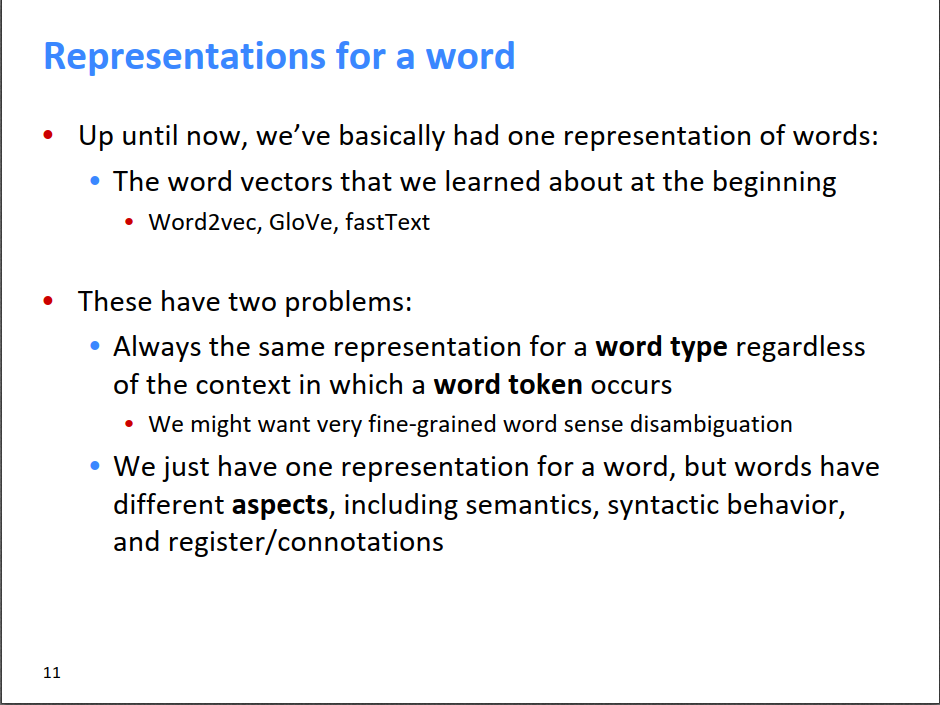 Representations for a word
• Up until now, we’ve basically had one representation of words:
• The word vectors that we learned about at the beginning
• Word2vec, GloVe, fastText
• These have two problems:
• Always the same representation for a word type regardless
of the context in which a word token occurs
• We might want very fine-grained word sense disambiguation
• We just have one representation for a word, but words have
different aspects, including semantics, syntactic behavior,
and register/connotations
11